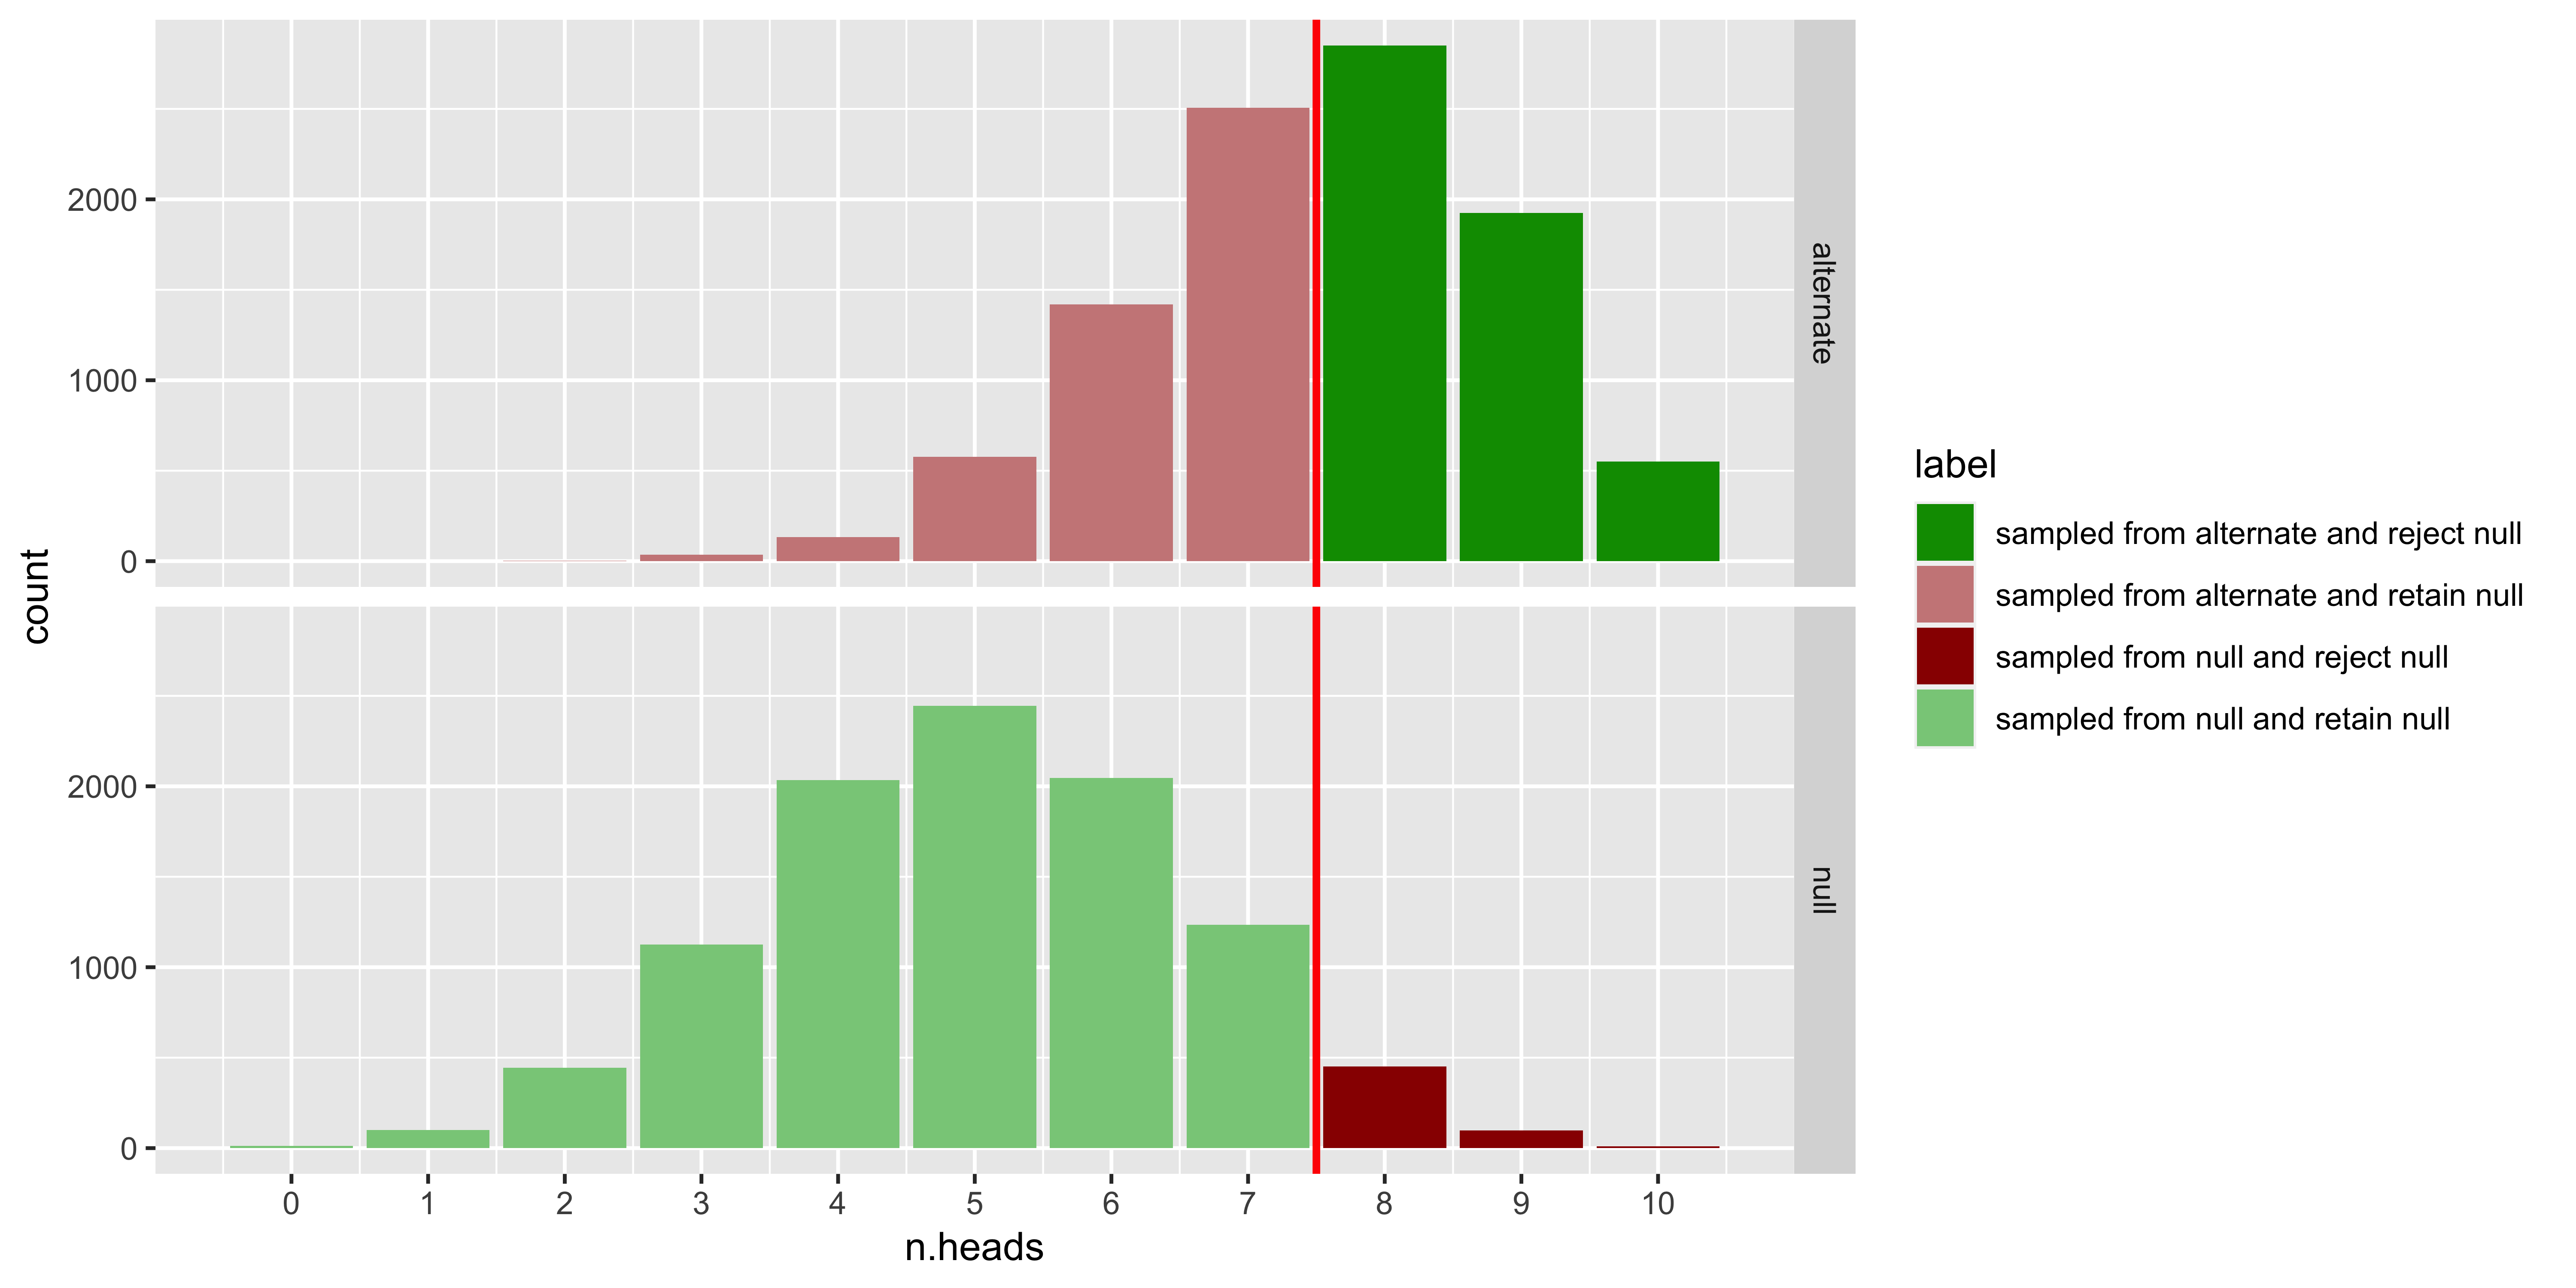 count
2000
1000
0
alternate
2000
1000
0
null
0 1 2 3 4 5 6 7 8 9 10
n.heads
label
sampled from alternate and reject null
sampled from alternate and retain null
sampled from null and reject null
sampled from null and retain null